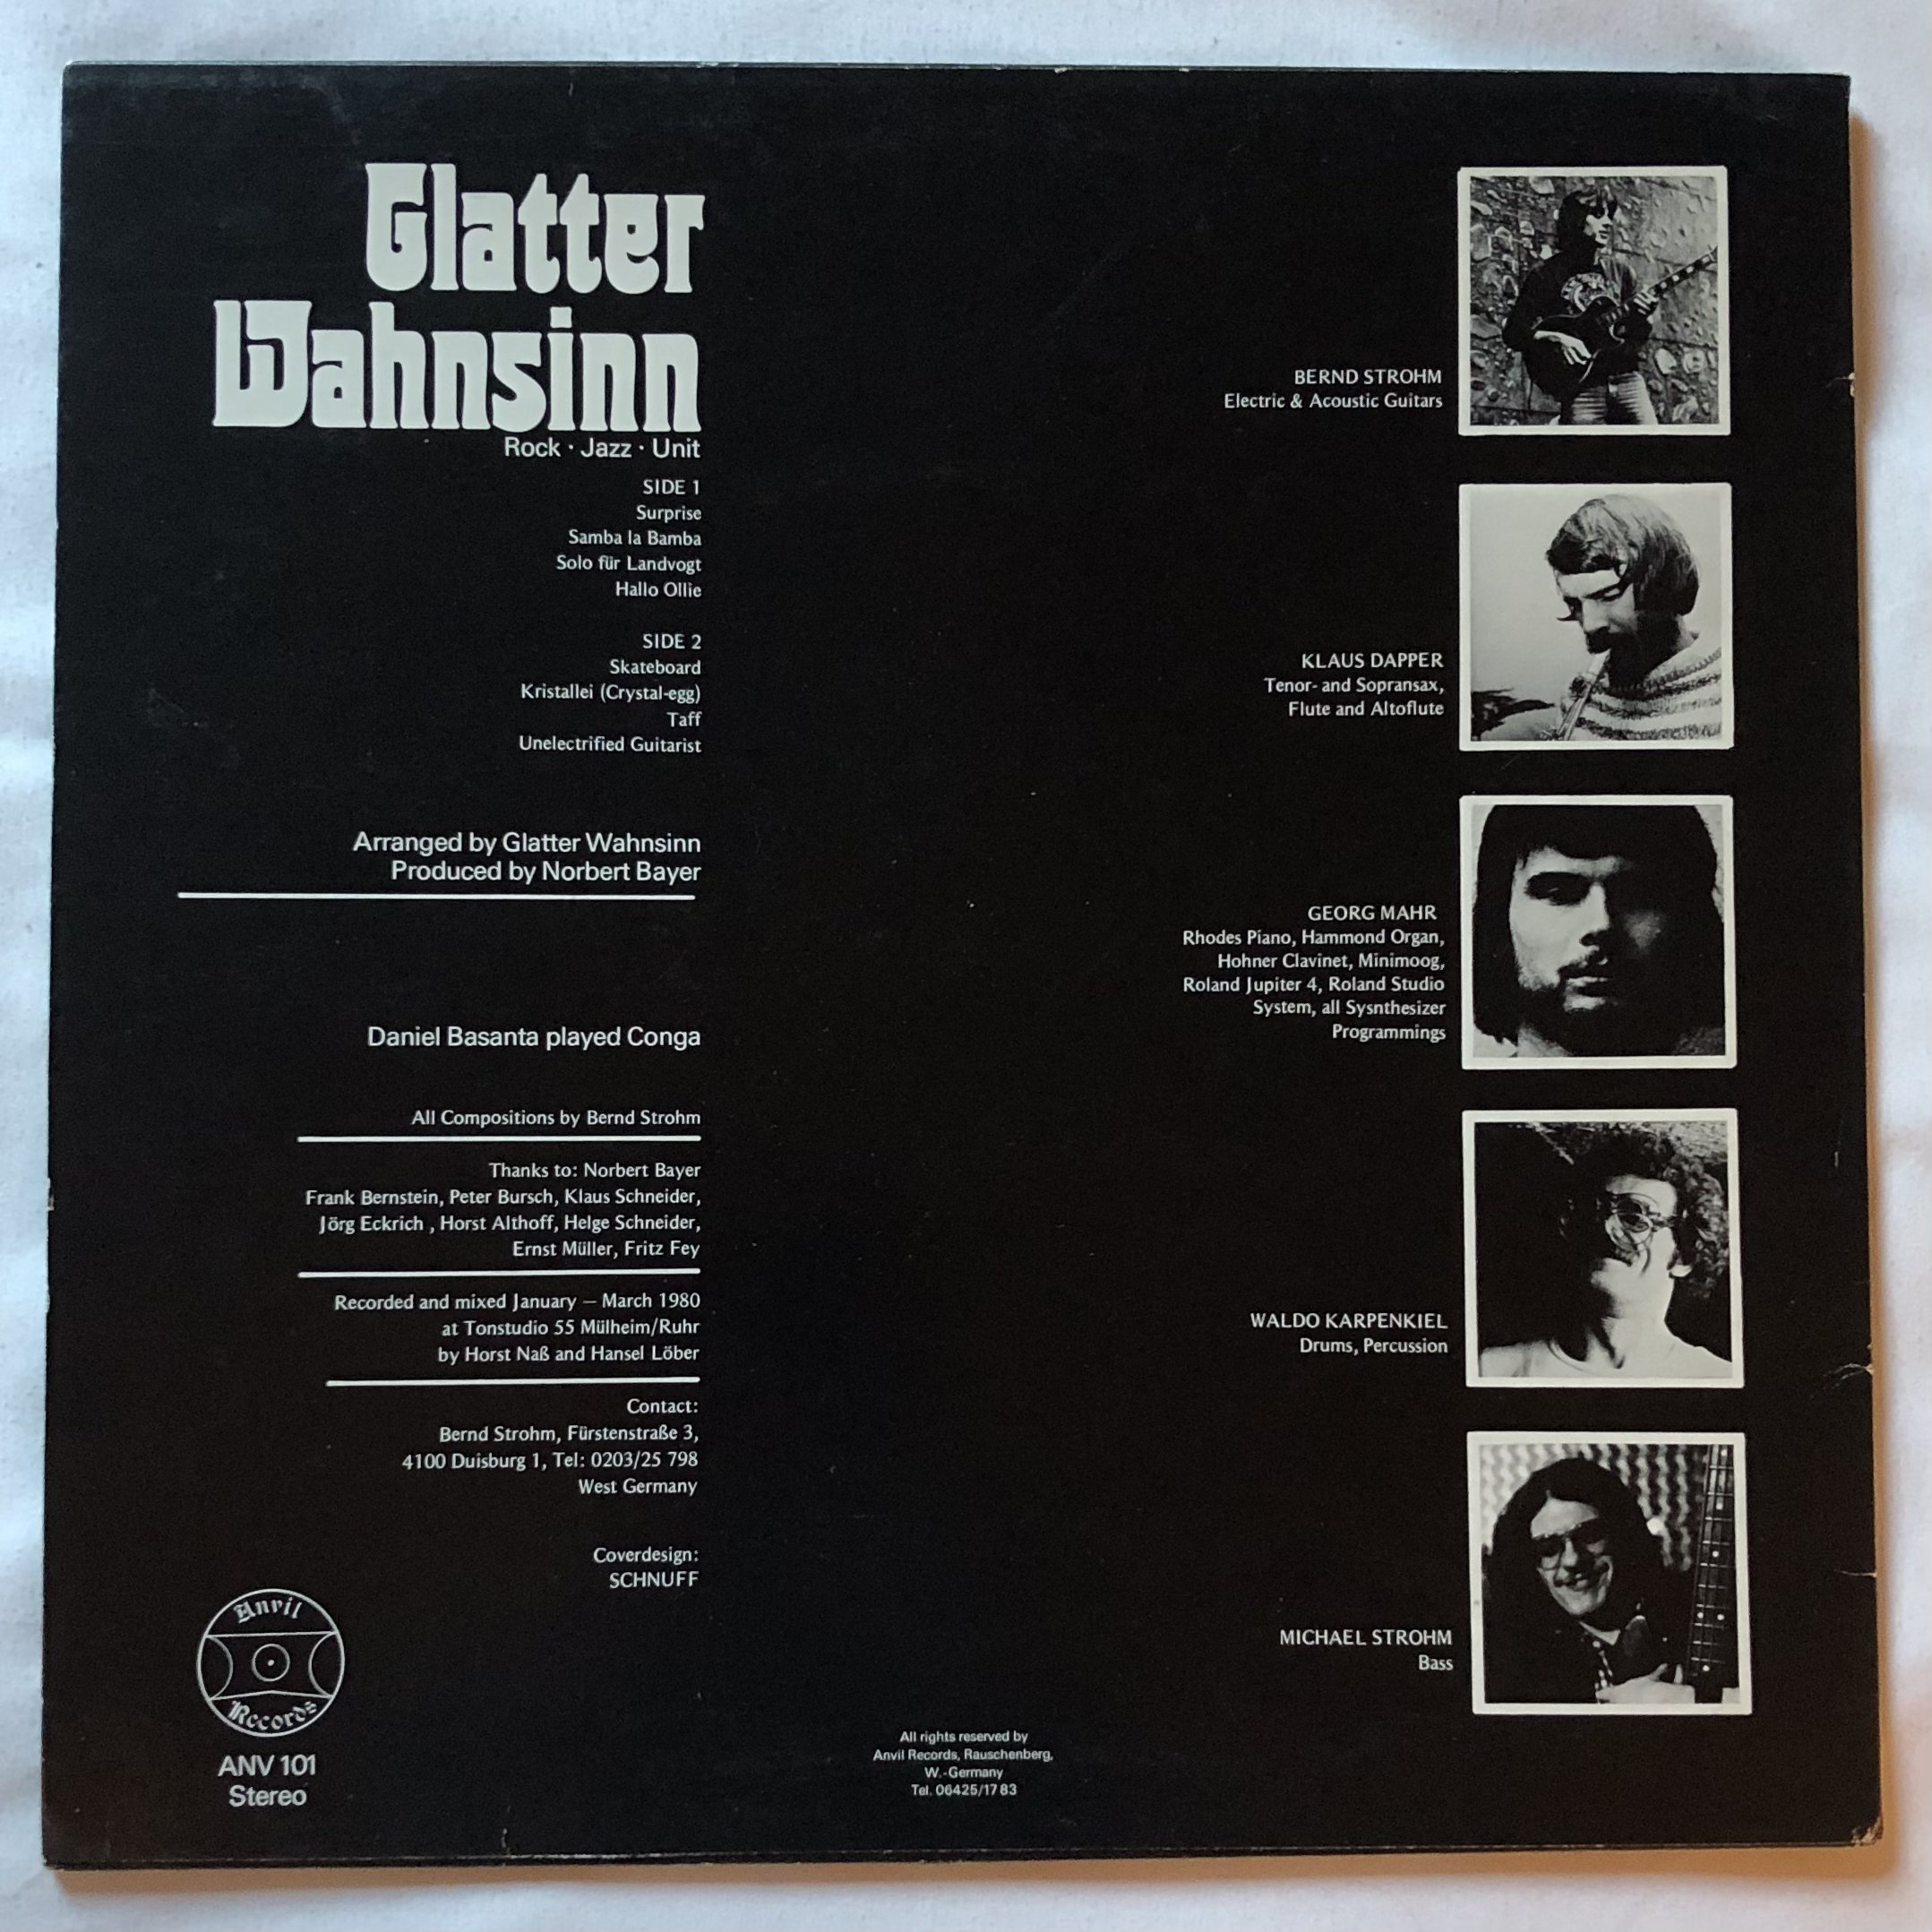 Glatter
Wahnsinn
Rock · Jazz · Unit
SIDE 1
Surprise
Samba la Bamba
Solo für Landvogt
Hallo Ollie
SIDE 2
Skateboard
Kristallei (Crystal-egg)
Taff
Unelectrified Guitarist
Arranged by Glatter Wahnsinn
Produced by Norbert Bayer
Daniel Basanta played Conga
All Compositions by Bernd Strohm
Thanks to: Norbert Bayer
Frank Bernstein, Peter Bursch, Klaus Schneider,
Jörg Eckrich , Horst Althoff, Helge Schneider,
Ernst Müller, Fritz Fey
Recorded and mixed January – March 1980
at Tonstudio 55 Mülheim/Ruhr
by Horst Naß and Hansel Löber
Contact:
Bernd Strohm, Fürstenstraße 3,
4100 Duisburg 1, Tel: 0203/25 798
West Germany
Coverdesign:
SCHNUFF
Anvil
Records
ANV 101
Stereo
All rights reserved by
Anvil Records, Rauschenberg,
W.-Germany
Tel. 06425/17 83
BERND STROHM
Electric & Acoustic Guitars
KLAUS DAPPER
Tenor- and Sopransax,
Flute and Altoflute
GEORG MAHR
Rhodes Piano, Hammond Organ,
Hohner Clavinet, Minimoog,
Roland Jupiter 4, Roland Studio
System, all Sysnthesizer
Programmings
WALDO KARPENKIEL
Drums, Percussion
MICHAEL STROHM
Bass